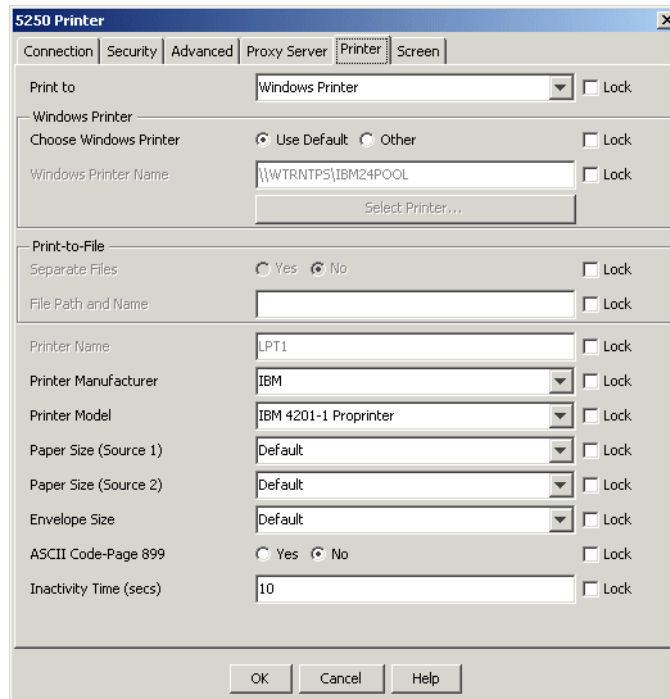 5250 Printer
Connection Security Advanced Proxy Server Printer Screen
Print to Windows Printer Lock
Windows Printer
Choose Windows Printer Use Default Other Lock
Windows Printer Name \\WTRNTPS\IBM24POOL Lock
Select Printer...
Print-to-File
Separate Files Yes No Lock
File Path and Name Lock
Printer Name LPT1 Lock
Printer Manufacturer IBM Lock
Printer Model IBM 4201-1 Proprinter Lock
Paper Size (Source 1) Default Lock
Paper Size (Source 2) Default Lock
Envelope Size Default Lock
ASCII Code-Page 899 Yes No Lock
Inactivity Time (secs) 10 Lock
OK Cancel Help